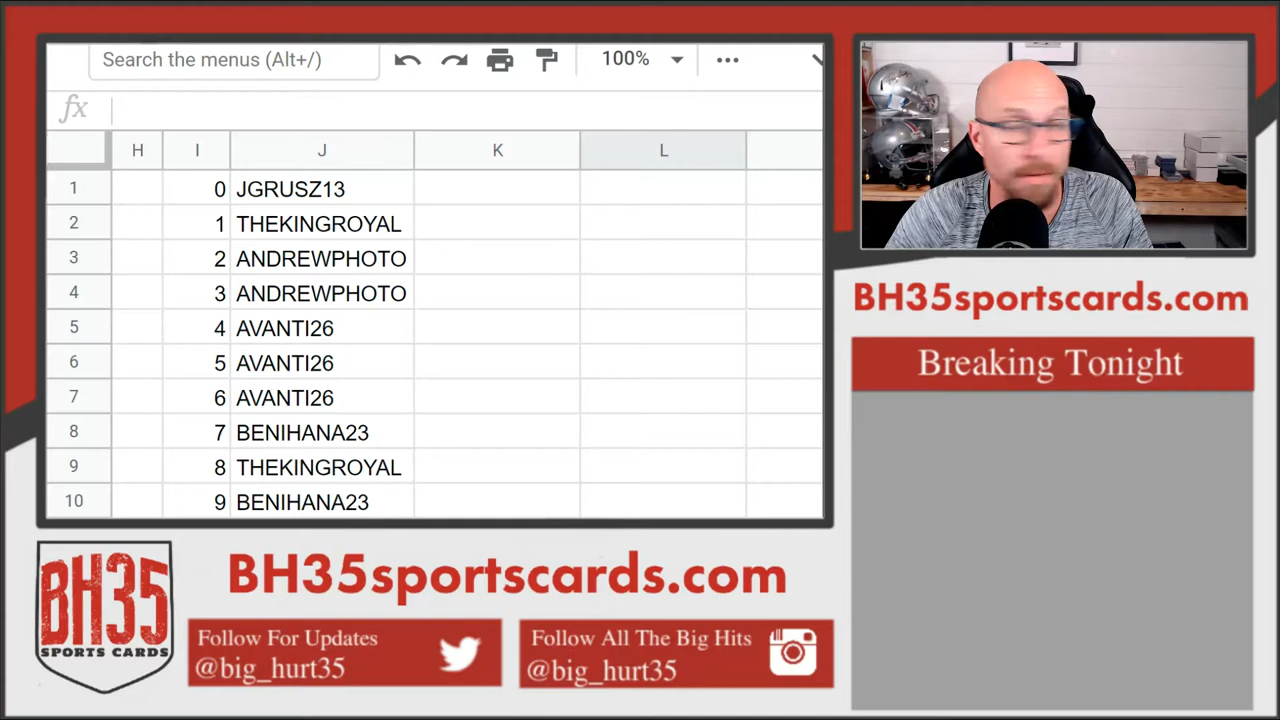 Search the menus (Alt+/)
100%
fx
H I J K L
1 0 JGRUSZ13
2 1 THEKINGROYAL
3 2 ANDREWPHOTO
4 3 ANDREWPHOTO
5 4 AVANTI26
6 5 AVANTI26
7 6 AVANTI26
8 7 BENIHANA23
9 8 THEKINGROYAL
10 9 BENIHANA23
BH35sportscards.com
Breaking Tonight
BH35
SPORTS CARDS
BH35sportscards.com
Follow For Updates
@big_hurt35
Follow All The Big Hits
@big_hurt35